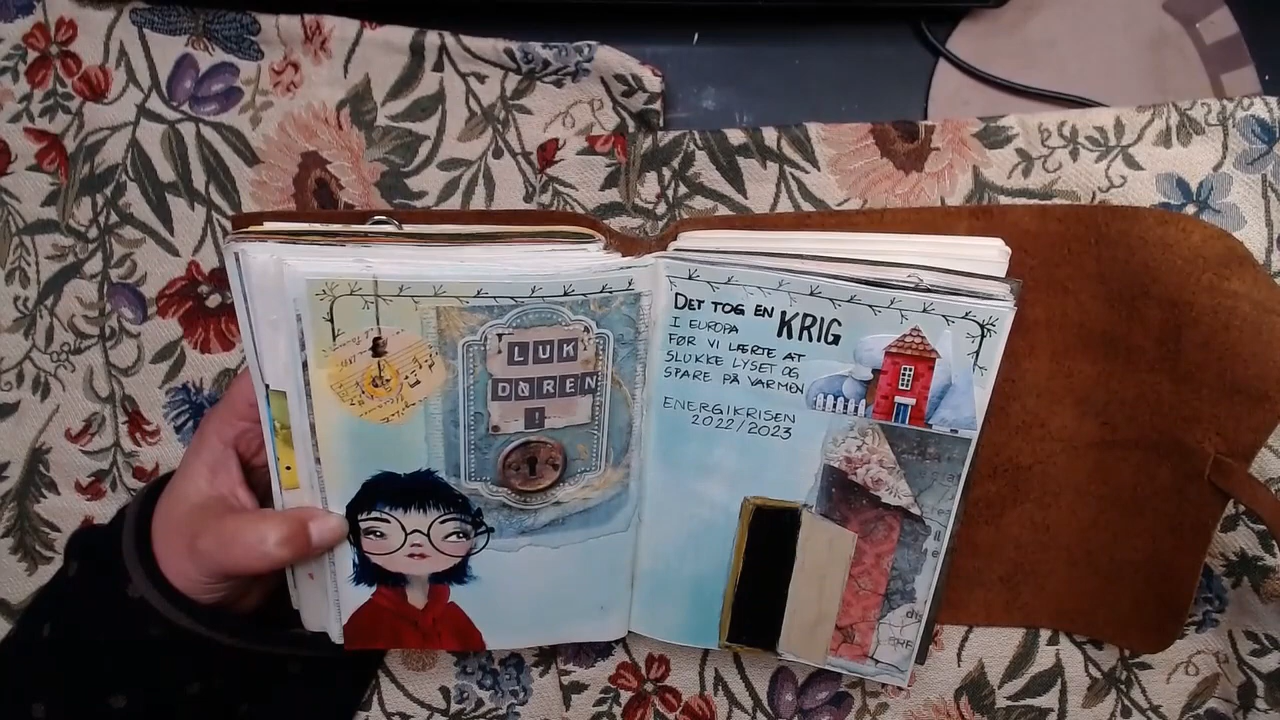 LUK
DØREN
!
DET TOG EN KRIG
I EUROPA
FØR VI LÆRTE AT
SLUKKE LYSET OG
SPARE PÅ VARMEN
ENERGIKRISEN
2022/2023